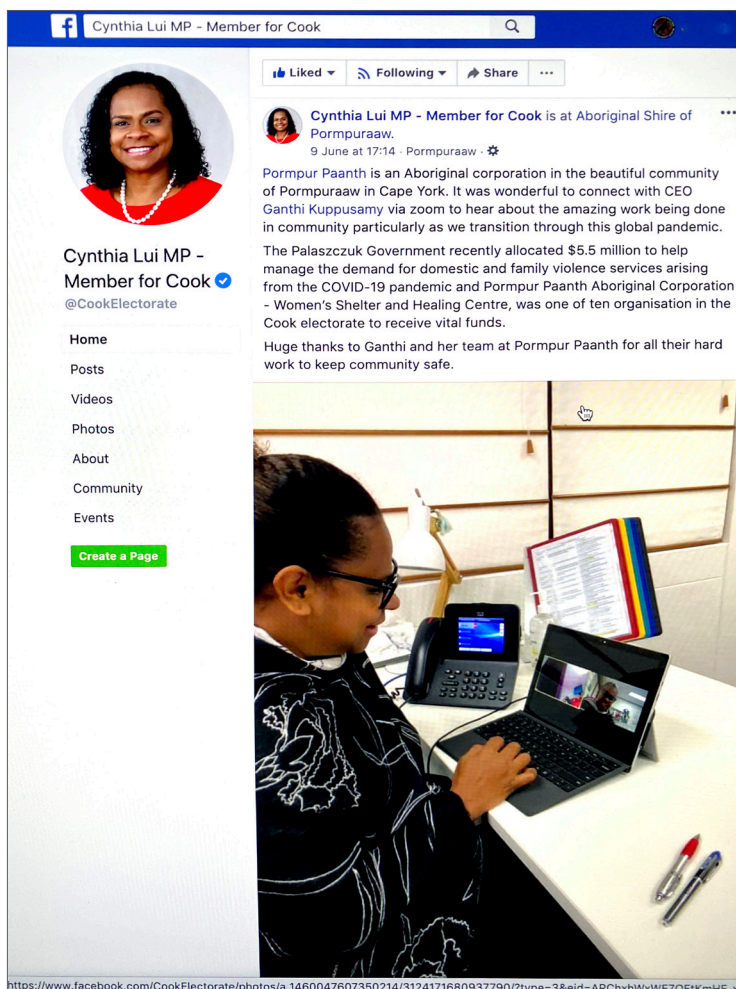 f Cynthia Lui MP - Member for Cook
Liked Following Share ...
Cynthia Lui MP - Member for Cook is at Aboriginal Shire of
Pormpuraaw.
9 June at 17:14 · Pormpuraaw ·
Pormpur Paanth is an Aboriginal corporation in the beautiful community
of Pormpuraaw in Cape York. It was wonderful to connect with CEO
Ganthi Kuppusamy via zoom to hear about the amazing work being done
in community particularly as we transition through this global pandemic.
The Palaszczuk Government recently allocated $5.5 million to help
manage the demand for domestic and family violence services arising
from the COVID-19 pandemic and Pormpur Paanth Aboriginal Corporation
- Women's Shelter and Healing Centre, was one of ten organisation in the
Cook electorate to receive vital funds.
Huge thanks to Ganthi and her team at Pormpur Paanth for all their hard
work to keep community safe.
Cynthia Lui MP -
Member for Cook
@CookElectorate
Home
Posts
Videos
Photos
About
Community
Events
Create a Page